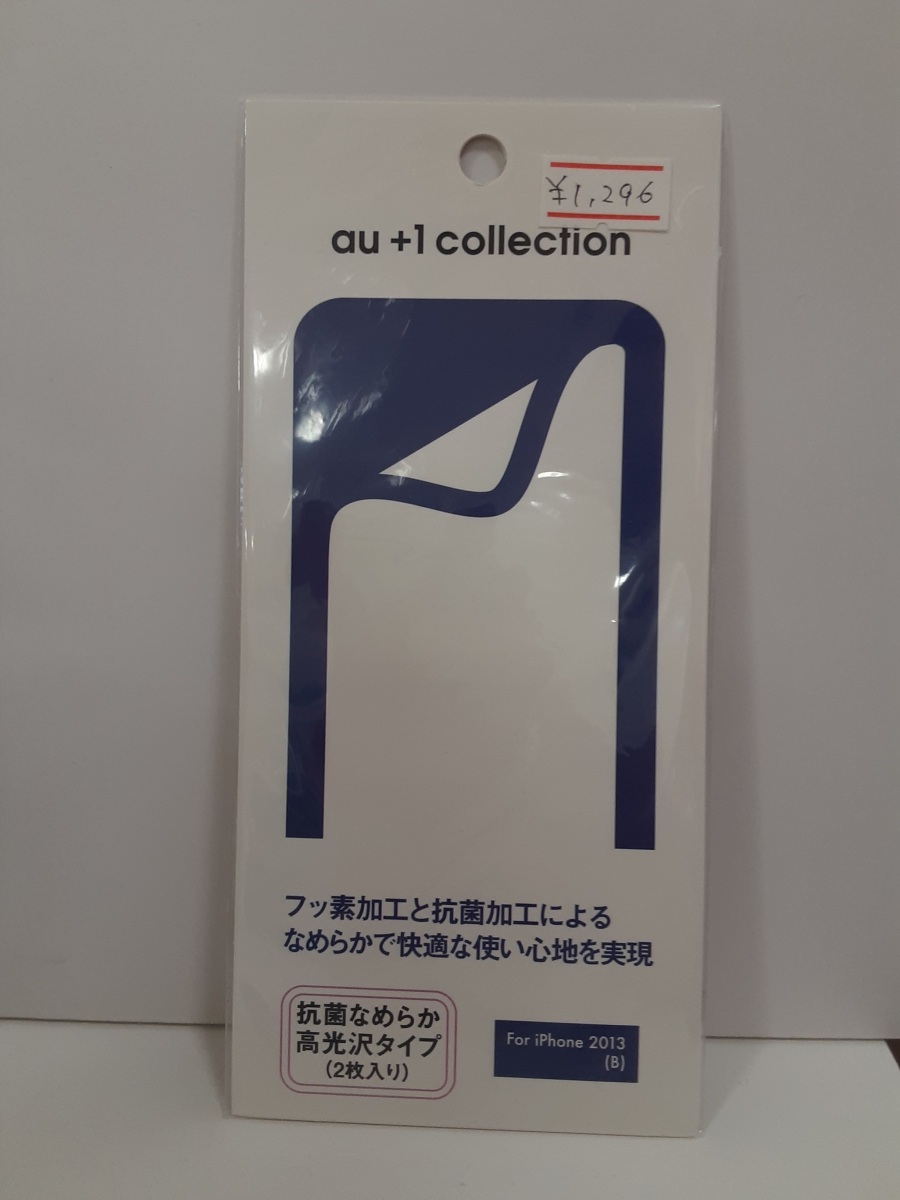 ¥1,296
au +1 collection
フッ素加工と抗菌加工による
なめらかで快適な使い心地を実現
抗菌なめらか
高光沢タイプ
(2枚入り)
For iPhone 2013
(B)